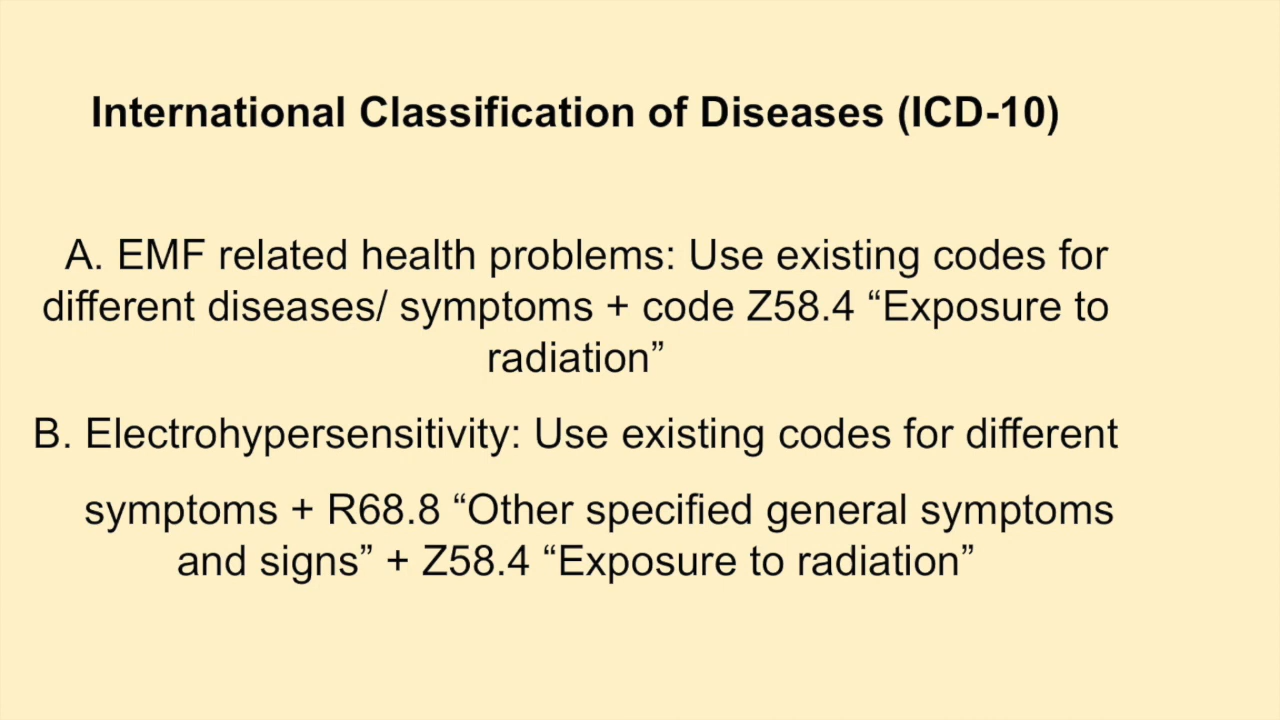 International Classification of Diseases (ICD-10)
A. EMF related health problems: Use existing codes for
different diseases/ symptoms + code Z58.4 “Exposure to
radiation”
B. Electrohypersensitivity: Use existing codes for different
symptoms + R68.8 “Other specified general symptoms
and signs” + Z58.4 “Exposure to radiation”